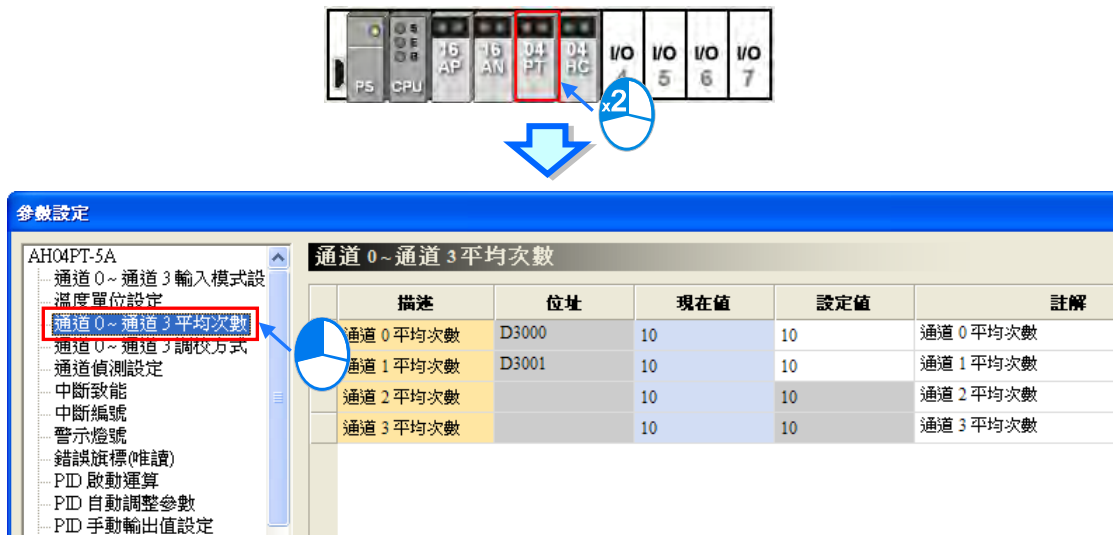 PS CPU 16 AP 16 AN 04 PT 04 HC I/O 4 I/O 5 I/O 6 I/O 7
x2
參數設定
AH04PT-5A
通道 0~ 通道 3 輸入模式設
溫度單位設定
通道 0~ 通道 3 平均次數
通道 0~ 通道 3 調校方式
通道偵測設定
中斷致能
中斷編號
警示燈號
錯誤旗標(唯讀)
PID 啟動運算
PID 自動調整參數
PID 手動輸出值設定
通道 0~通道 3 平均次數
描述 位址 現在值 設定值 註解
通道 0 平均次數 D3000 10 10 通道 0 平均次數
通道 1 平均次數 D3001 10 10 通道 1 平均次數
通道 2 平均次數 10 10 通道 2 平均次數
通道 3 平均次數 10 10 通道 3 平均次數